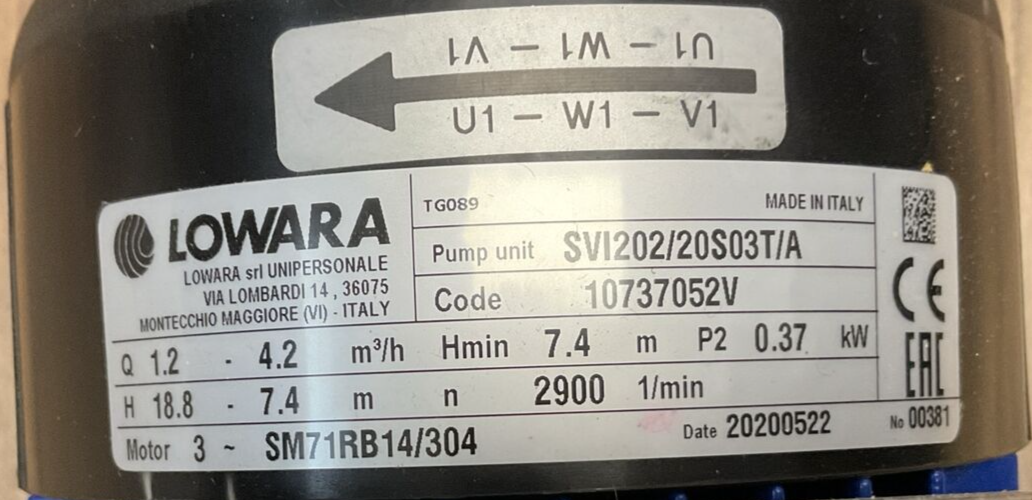 U1 – W1 – V1
U1 – W1 – V1
LOWARA
LOWARA srl UNIPERSONALE
VIA LOMBARDI 14 , 36075
MONTECCHIO MAGGIORE (VI) - ITALY
TG089 MADE IN ITALY
Pump unit SVI202/20S03T/A
Code 10737052V
CE
EAC
Q 1.2 - 4.2 m³/h Hmin 7.4 m P2 0.37 kW
H 18.8 - 7.4 m n 2900 1/min
Motor 3 ~ SM71RB14/304 Date 20200522 No 00381